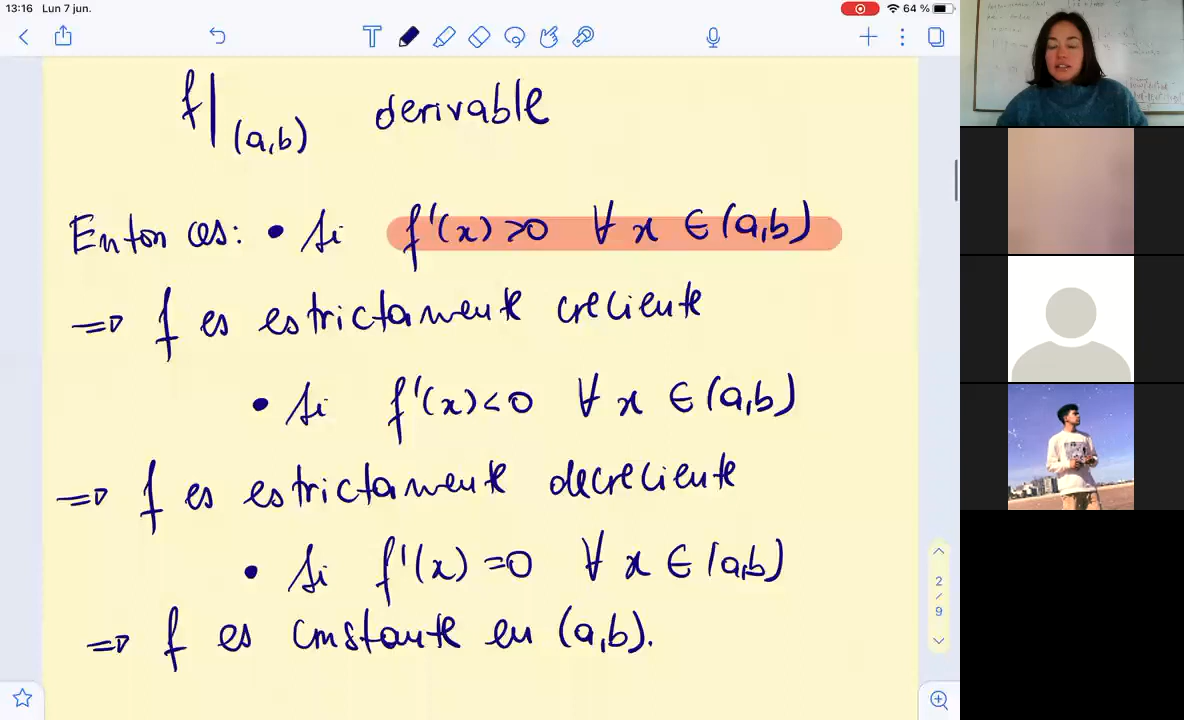 13:16 Lun 7 jun.
64 %
T
f|(a,b) derivable
Entonces: • Si f'(x) >0 ∀ x ∈ (a,b)
⇒ f es estrictamente creciente
• Si f'(x) <0 ∀ x ∈ (a,b)
⇒ f es estrictamente decreciente
• Si f'(x) =0 ∀ x ∈ (a,b)
⇒ f es constante en (a,b).
2
/
9